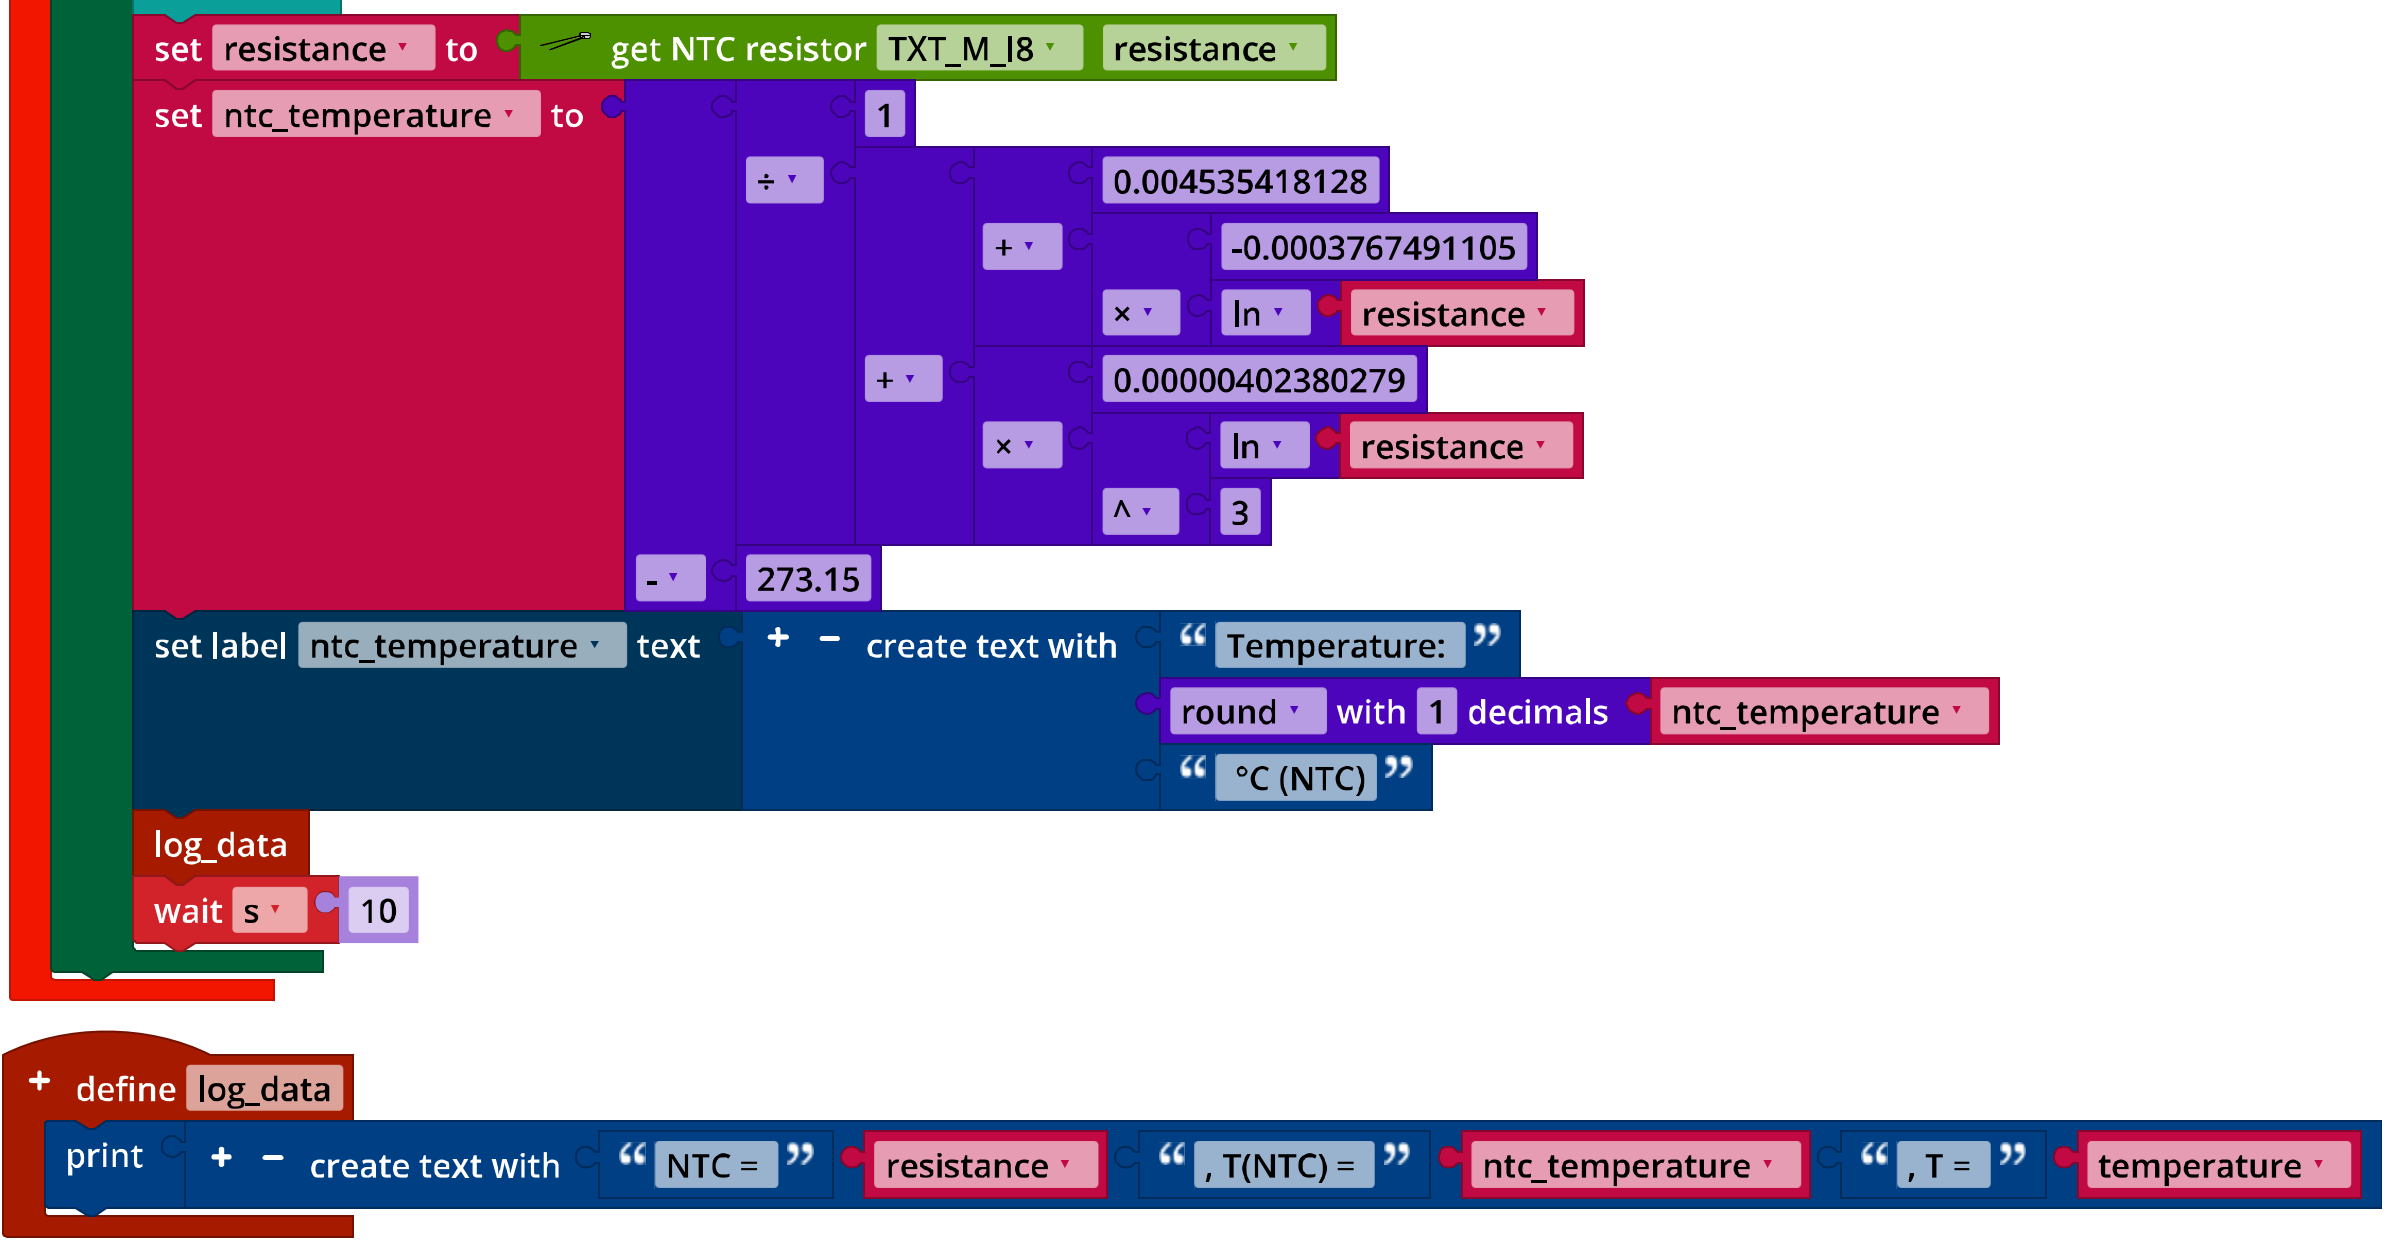 set resistance to get NTC resistor TXT_M_I8 resistance
set ntc_temperature to 1
÷ 0.004535418128
+ -0.0003767491105
× ln resistance
+ 0.00000402380279
× ln resistance
^ 3
- 273.15
set label ntc_temperature text + − create text with “ Temperature: ”
round with 1 decimals ntc_temperature
“ °C (NTC) ”
log_data
wait s 10
+ define log_data
print + − create text with “ NTC = ” resistance “ , T(NTC) = ” ntc_temperature “ , T = ” temperature